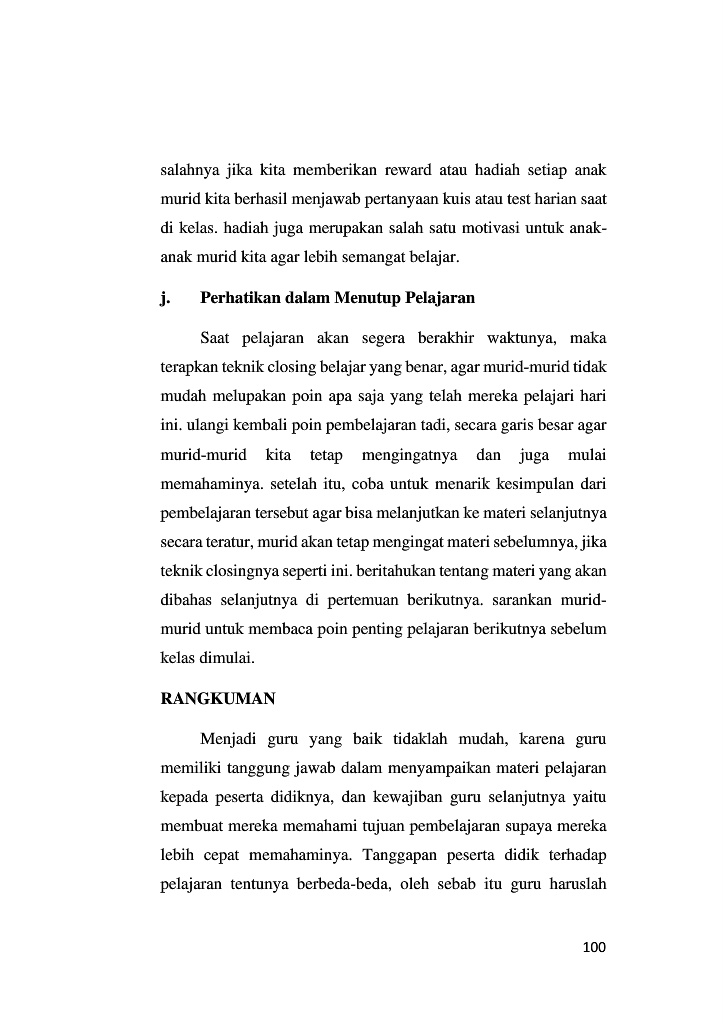 salahnya jika kita memberikan reward atau hadiah setiap anak
murid kita berhasil menjawab pertanyaan kuis atau test harian saat
di kelas. hadiah juga merupakan salah satu motivasi untuk anak-
anak murid kita agar lebih semangat belajar.
j. Perhatikan dalam Menutup Pelajaran
Saat pelajaran akan segera berakhir waktunya, maka
terapkan teknik closing belajar yang benar, agar murid-murid tidak
mudah melupakan poin apa saja yang telah mereka pelajari hari
ini. ulangi kembali poin pembelajaran tadi, secara garis besar agar
murid-murid kita tetap mengingatnya dan juga mulai
memahaminya. setelah itu, coba untuk menarik kesimpulan dari
pembelajaran tersebut agar bisa melanjutkan ke materi selanjutnya
secara teratur, murid akan tetap mengingat materi sebelumnya, jika
teknik closingnya seperti ini. beritahukan tentang materi yang akan
dibahas selanjutnya di pertemuan berikutnya. sarankan murid-
murid untuk membaca poin penting pelajaran berikutnya sebelum
kelas dimulai.
RANGKUMAN
Menjadi guru yang baik tidaklah mudah, karena guru
memiliki tanggung jawab dalam menyampaikan materi pelajaran
kepada peserta didiknya, dan kewajiban guru selanjutnya yaitu
membuat mereka memahami tujuan pembelajaran supaya mereka
lebih cepat memahaminya. Tanggapan peserta didik terhadap
pelajaran tentunya berbeda-beda, oleh sebab itu guru haruslah
100